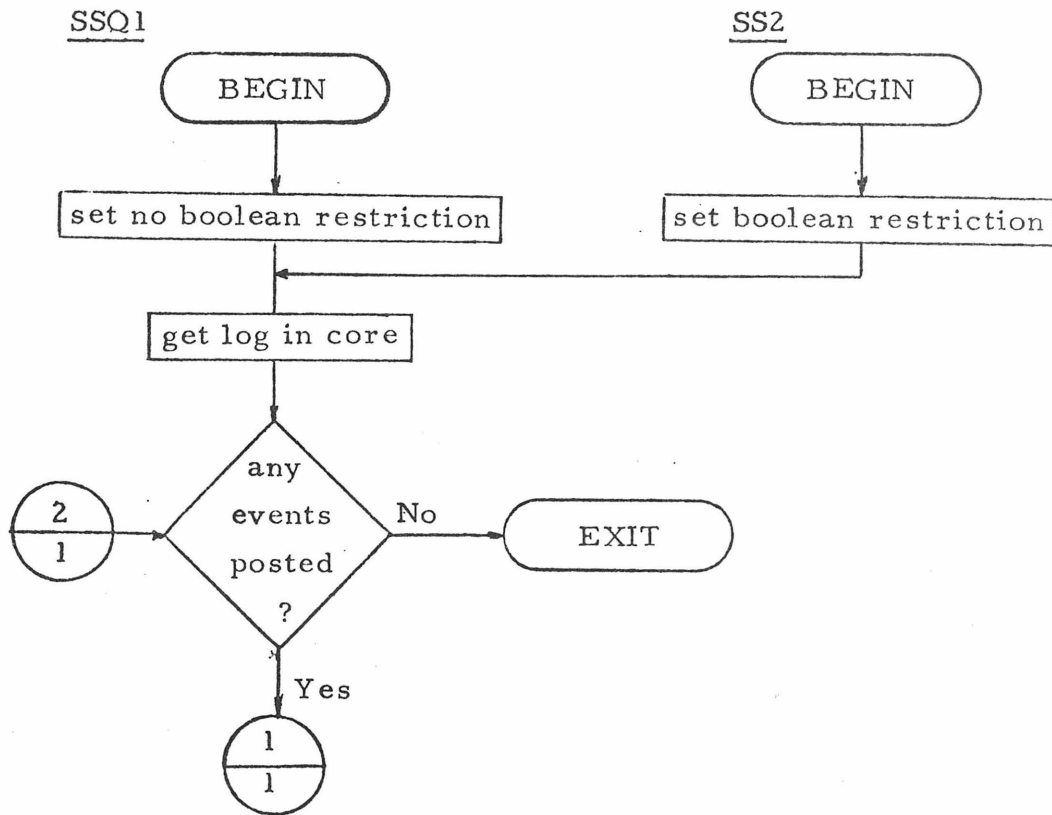 SSQ1
SS2
BEGIN
BEGIN
set no boolean restriction
set boolean restriction
get log in core
any
events
posted
?
2
1
No
EXIT
Yes
1
1